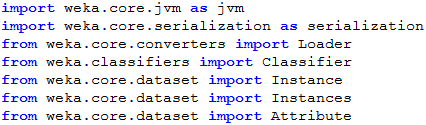 import weka.core.jvm as jvm
import weka.core.serialization as serialization
from weka.core.converters import Loader
from weka.classifiers import Classifier
from weka.core.dataset import Instance
from weka.core.dataset import Instances
from weka.core.dataset import Attribute